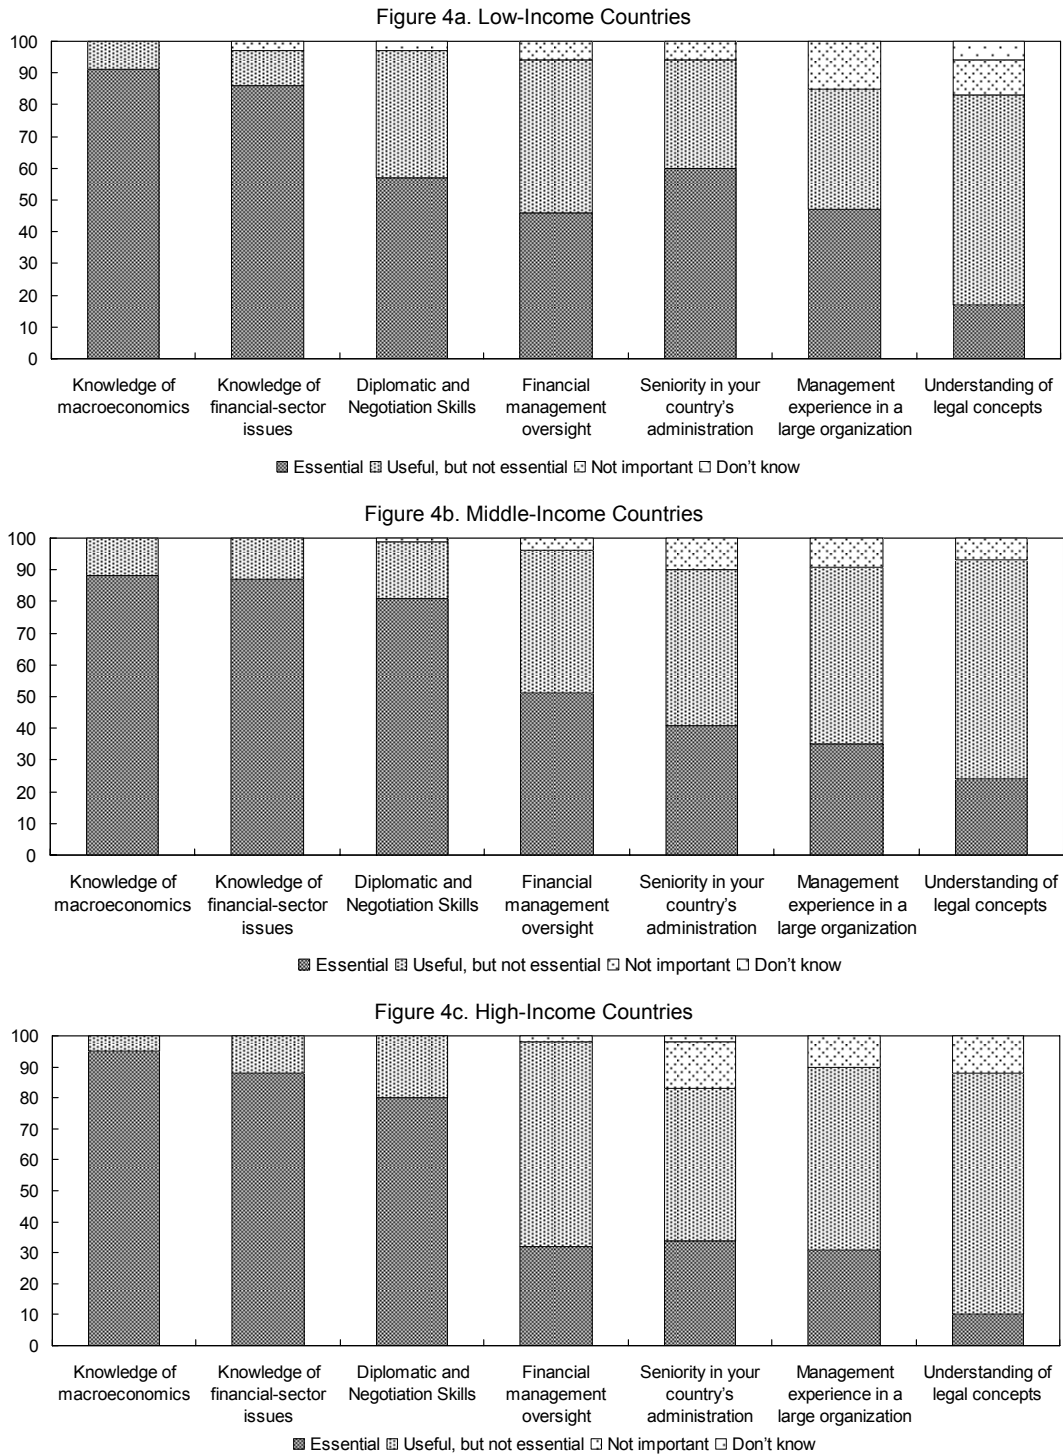 Figure 4a. Low-Income Countries
100
90
80
70
60
50
40
30
20
10
0
Knowledge of macroeconomics
Knowledge of financial-sector issues
Diplomatic and Negotiation Skills
Financial management oversight
Seniority in your country's administration
Management experience in a large organization
Understanding of legal concepts
Essential Useful, but not essential Not important Don't know
Figure 4b. Middle-Income Countries
100
90
80
70
60
50
40
30
20
10
0
Knowledge of macroeconomics
Knowledge of financial-sector issues
Diplomatic and Negotiation Skills
Financial management oversight
Seniority in your country's administration
Management experience in a large organization
Understanding of legal concepts
Essential Useful, but not essential Not important Don't know
Figure 4c. High-Income Countries
100
90
80
70
60
50
40
30
20
10
0
Knowledge of macroeconomics
Knowledge of financial-sector issues
Diplomatic and Negotiation Skills
Financial management oversight
Seniority in your country's administration
Management experience in a large organization
Understanding of legal concepts
Essential Useful, but not essential Not important Don't know